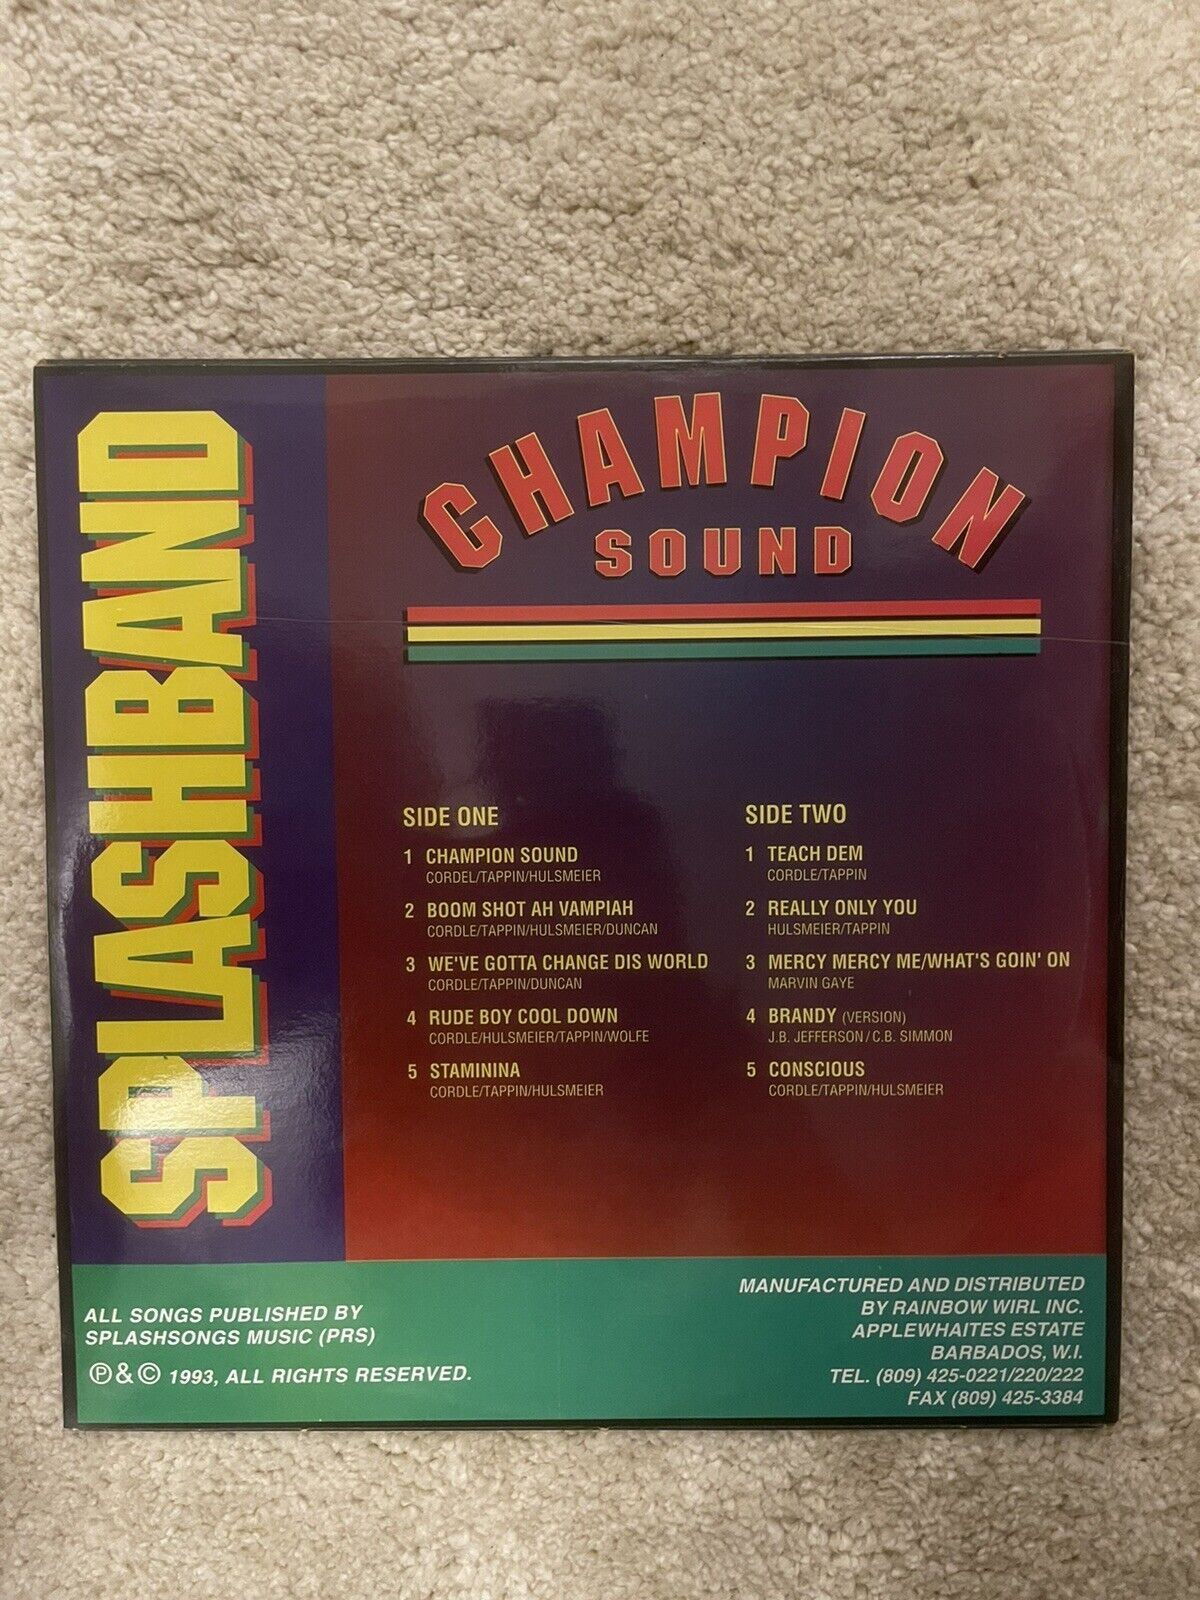 SPLASHBAND
CHAMPION
SOUND
SIDE ONE
1 CHAMPION SOUND
CORDEL/TAPPIN/HULSMEIER
2 BOOM SHOT AH VAMPIAH
CORDLE/TAPPIN/HULSMEIER/DUNCAN
3 WE'VE GOTTA CHANGE DIS WORLD
CORDLE/TAPPIN/DUNCAN
4 RUDE BOY COOL DOWN
CORDLE/HULSMEIER/TAPPIN/WOLFE
5 STAMININA
CORDLE/TAPPIN/HULSMEIER
SIDE TWO
1 TEACH DEM
CORDLE/TAPPIN
2 REALLY ONLY YOU
HULSMEIER/TAPPIN
3 MERCY MERCY ME/WHAT'S GOIN' ON
MARVIN GAYE
4 BRANDY (VERSION)
J.B. JEFFERSON / C.B. SIMMON
5 CONSCIOUS
CORDLE/TAPPIN/HULSMEIER
ALL SONGS PUBLISHED BY
SPLASHSONGS MUSIC (PRS)
℗ & © 1993, ALL RIGHTS RESERVED.
MANUFACTURED AND DISTRIBUTED
BY RAINBOW WIRL INC.
APPLEWHAITES ESTATE
BARBADOS, W.I.
TEL. (809) 425-0221/220/222
FAX (809) 425-3384